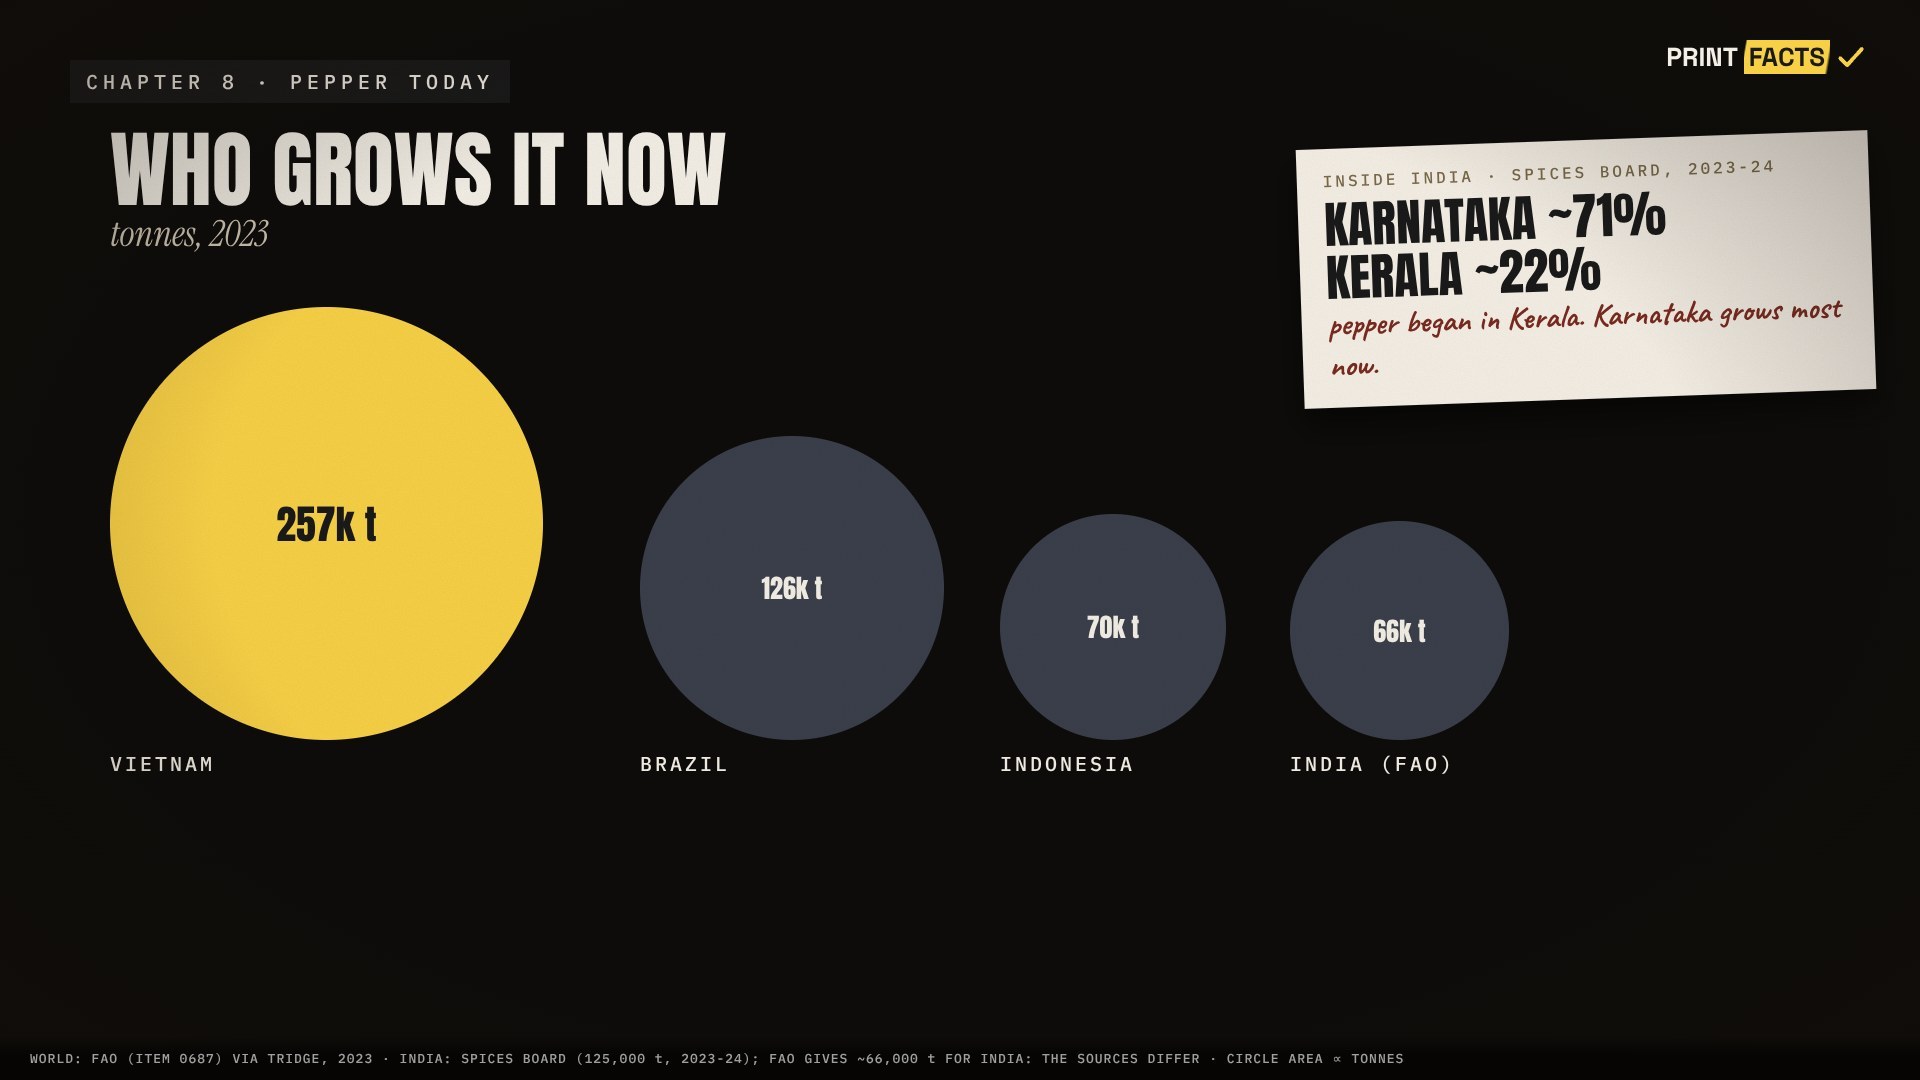 CHAPTER 8 · PEPPER TODAY
PRINT FACTS
WHO GROWS IT NOW
tonnes, 2023
INSIDE INDIA · SPICES BOARD, 2023-24
KARNATAKA ~71%
KERALA ~22%
pepper began in Kerala. Karnataka grows most
now.
257k t
126k t
70k t
66k t
VIETNAM
BRAZIL
INDONESIA
INDIA (FAO)
WORLD: FAO (ITEM 0687) VIA TRIDGE, 2023 · INDIA: SPICES BOARD (125,000 t, 2023-24); FAO GIVES ~66,000 t FOR INDIA: THE SOURCES DIFFER · CIRCLE AREA ∝ TONNES